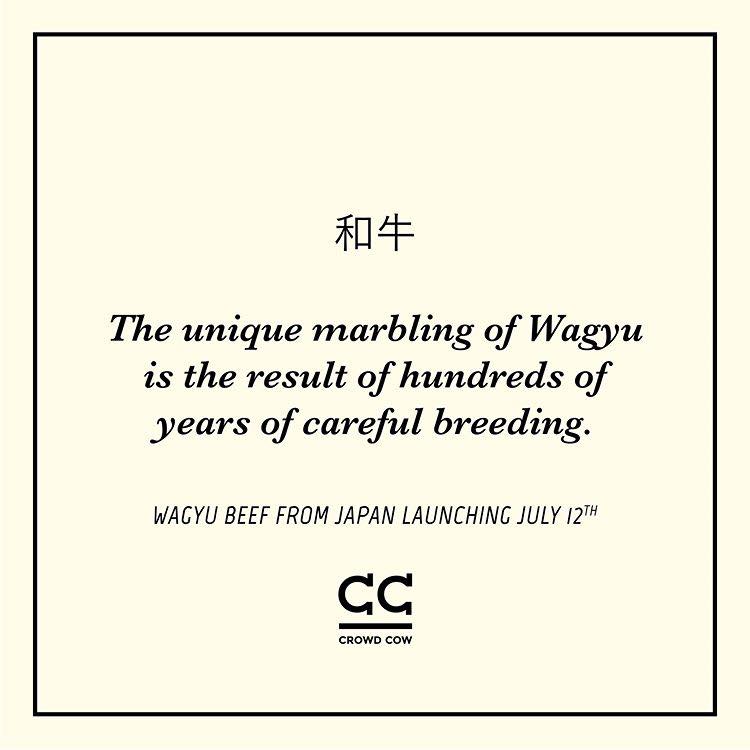 和牛
The unique marbling of Wagyu
is the result of hundreds of
years of careful breeding.
WAGYU BEEF FROM JAPAN LAUNCHING JULY 12TH
CC
CROWD COW